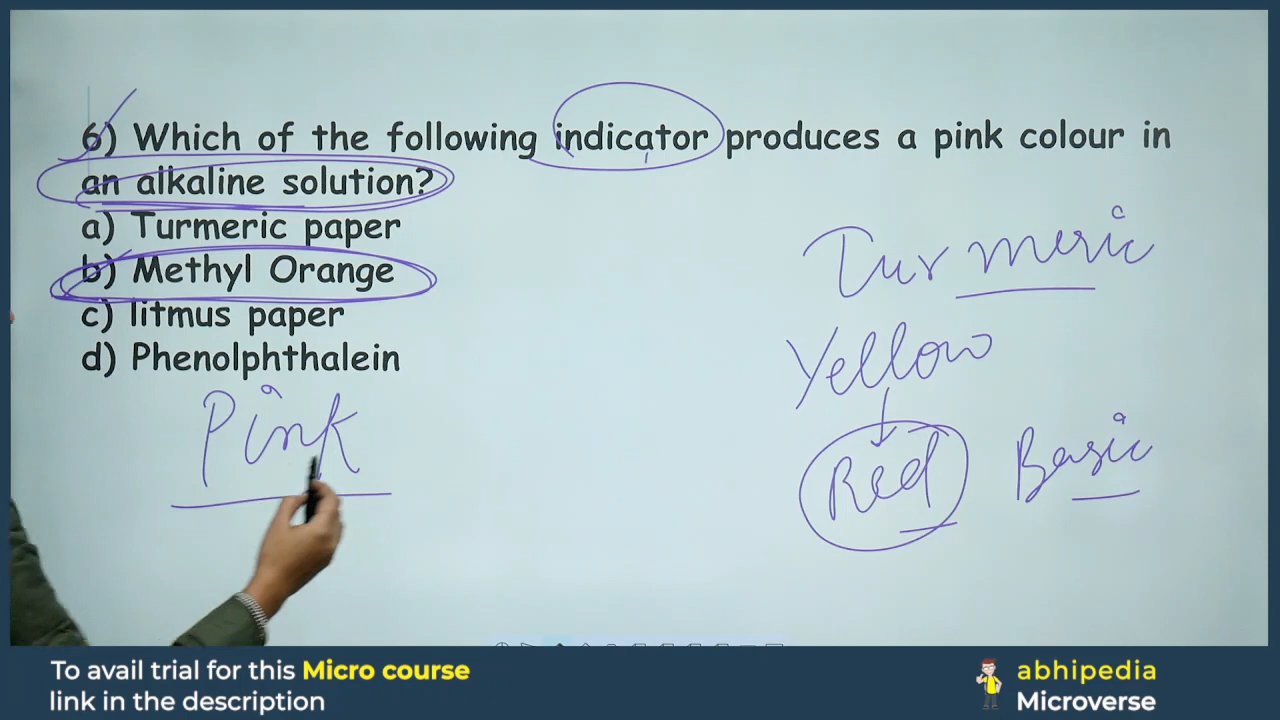 6) Which of the following indicator produces a pink colour in
an alkaline solution?
a) Turmeric paper
b) Methyl Orange
c) litmus paper
d) Phenolphthalein
Pink
Turmeric
Yellow
Red Basic
To avail trial for this Micro course
link in the description
abhipedia
Microverse